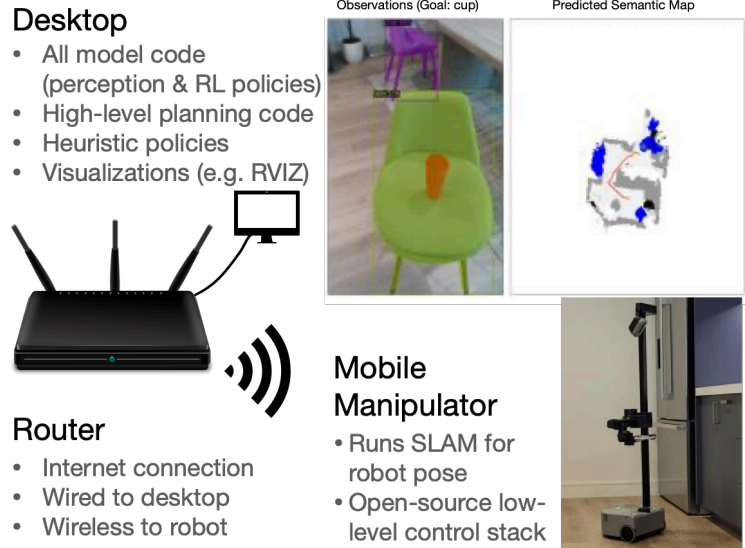 Desktop
• All model code
(perception & RL policies)
• High-level planning code
• Heuristic policies
• Visualizations (e.g. RVIZ)
Observations (Goal: cup)
Predicted Semantic Map
Router
• Internet connection
• Wired to desktop
• Wireless to robot
Mobile
Manipulator
• Runs SLAM for
robot pose
• Open-source low-
level control stack